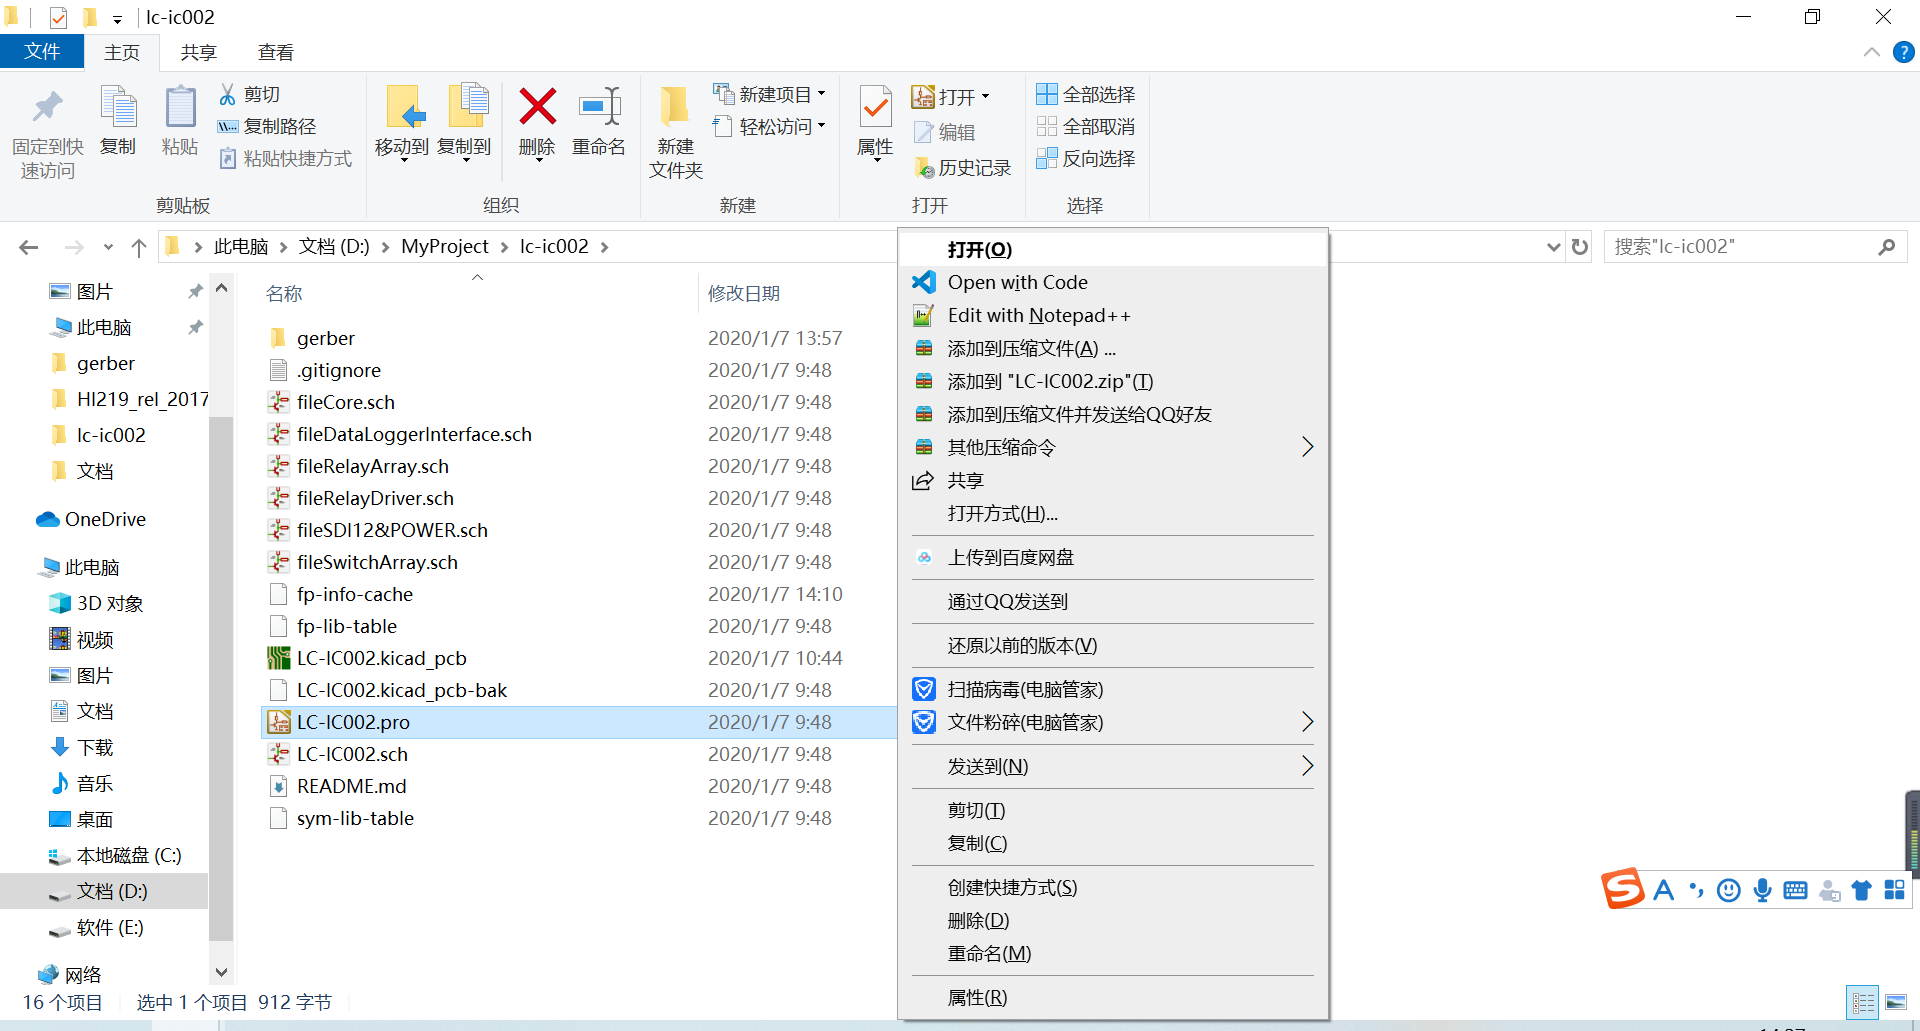 lc-ic002
文件 主页 共享 查看
固定到快
速访问
复制
粘贴
剪切
复制路径
粘贴快捷方式
剪贴板
移动到
复制到
删除
重命名
组织
新建
文件夹
新建项目
轻松访问
新建
属性
打开
编辑
历史记录
打开
全部选择
全部取消
反向选择
选择
此电脑 文档 (D:) MyProject lc-ic002
搜索"lc-ic002"
图片
此电脑
gerber
HI219_rel_2017
lc-ic002
文档
OneDrive
此电脑
3D 对象
视频
图片
文档
下载
音乐
桌面
本地磁盘 (C:)
文档 (D:)
软件 (E:)
网络
名称 修改日期
gerber 2020/1/7 13:57
.gitignore 2020/1/7 9:48
fileCore.sch 2020/1/7 9:48
fileDataLoggerInterface.sch 2020/1/7 9:48
fileRelayArray.sch 2020/1/7 9:48
fileRelayDriver.sch 2020/1/7 9:48
fileSDI12&POWER.sch 2020/1/7 9:48
fileSwitchArray.sch 2020/1/7 9:48
fp-info-cache 2020/1/7 14:10
fp-lib-table 2020/1/7 9:48
LC-IC002.kicad_pcb 2020/1/7 10:44
LC-IC002.kicad_pcb-bak 2020/1/7 9:48
LC-IC002.pro 2020/1/7 9:48
LC-IC002.sch 2020/1/7 9:48
README.md 2020/1/7 9:48
sym-lib-table 2020/1/7 9:48
打开(O)
Open with Code
Edit with Notepad++
添加到压缩文件(A) ...
添加到 "LC-IC002.zip"(T)
添加到压缩文件并发送给QQ好友
其他压缩命令
共享
打开方式(H)...
上传到百度网盘
通过QQ发送到
还原以前的版本(V)
扫描病毒(电脑管家)
文件粉碎(电脑管家)
发送到(N)
剪切(T)
复制(C)
创建快捷方式(S)
删除(D)
重命名(M)
属性(R)
S A
16 个项目 选中 1 个项目 912 字节